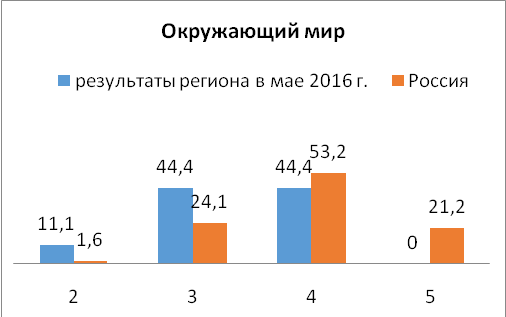 Окружающий мир
результаты региона в мае 2016 г. Россия
53,2
44,4 44,4
24,1 21,2
11,1 1,6 0
2 3 4 5